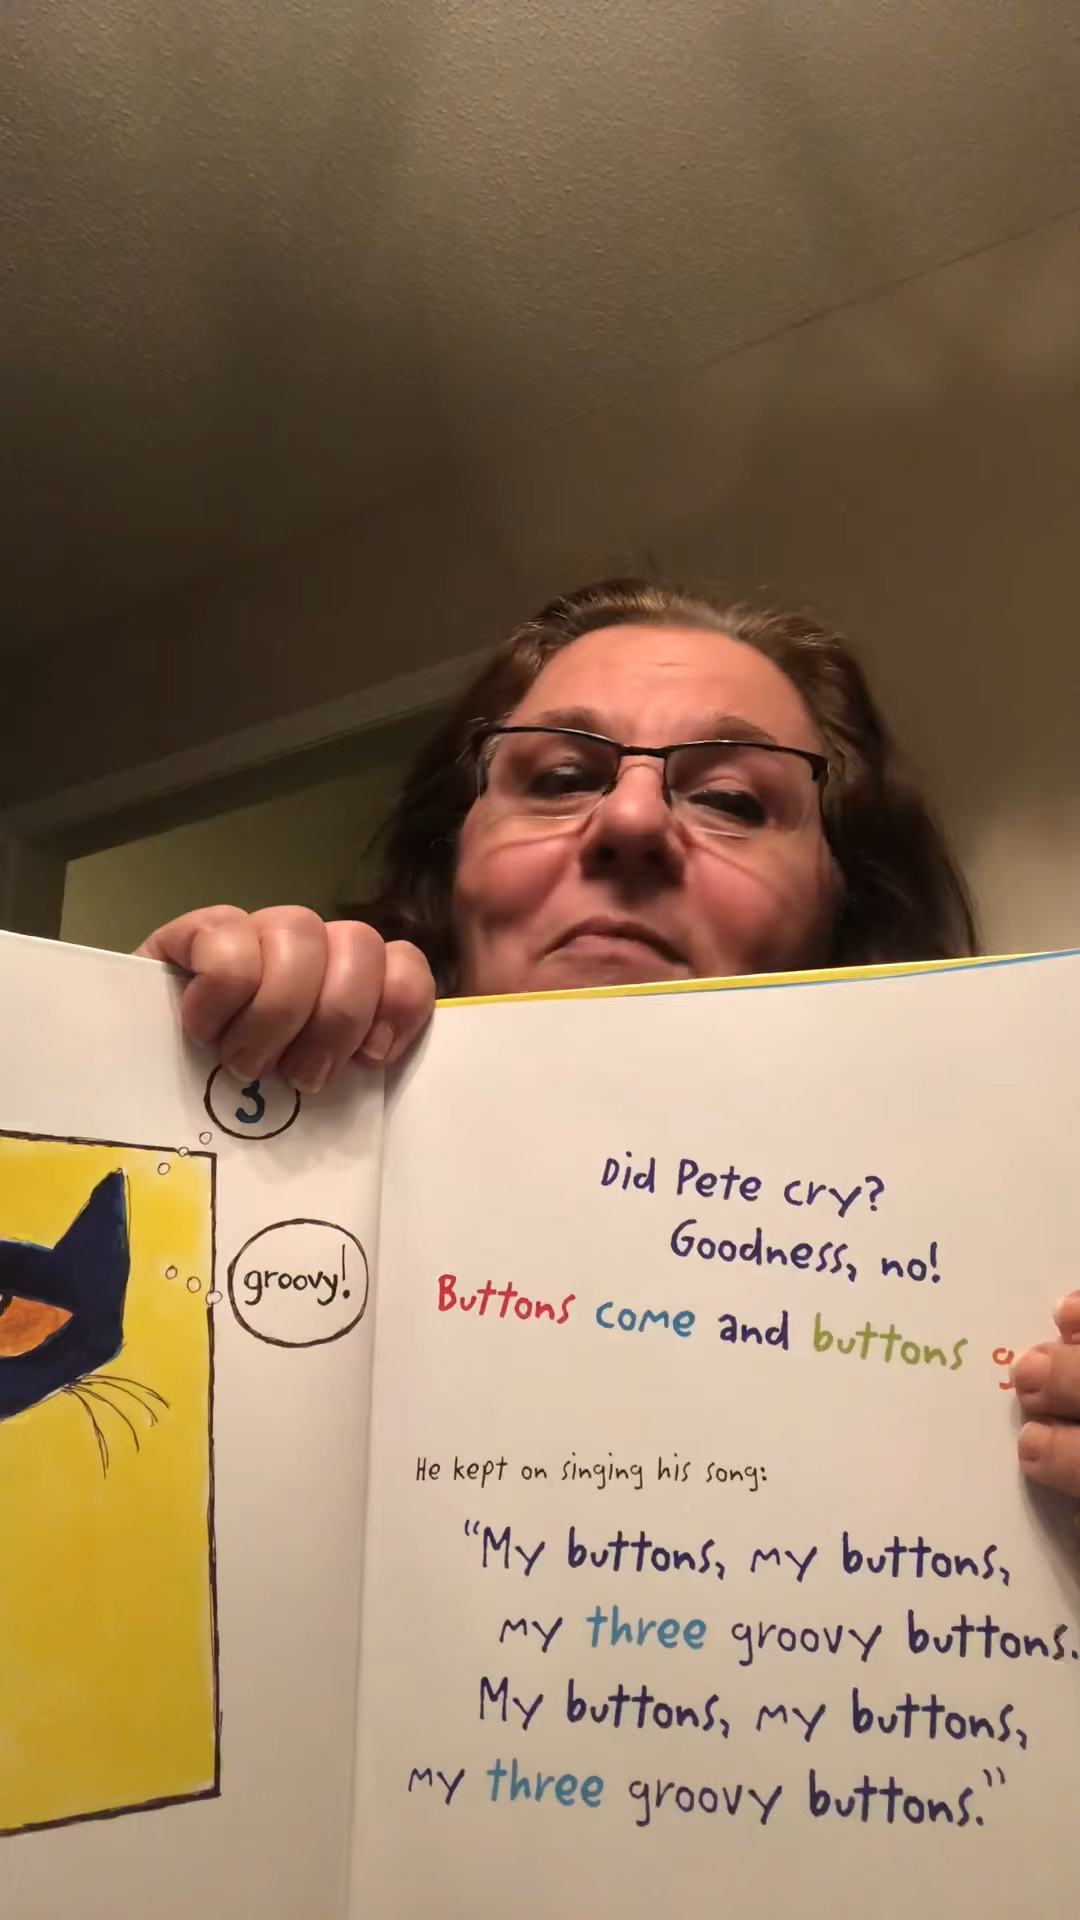 3
groovy!
Did Pete cry?
Goodness, no!
Buttons come and buttons
He kept on singing his song:
“My buttons, my buttons,
my three groovy buttons.
My buttons, my buttons,
my three groovy buttons.”